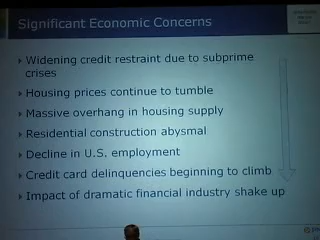 Significant Economic Concerns
Widening credit restraint due to subprime
crises
Housing prices continue to tumble
Massive overhang in housing supply
Residential construction abysmal
Decline in U.S. employment
Credit card delinquencies beginning to climb
Impact of dramatic financial industry shake up